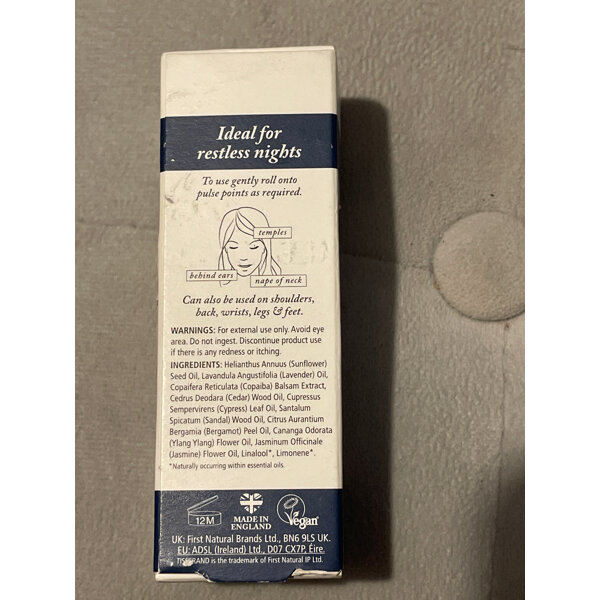 Ideal for
restless nights
To use gently roll onto
pulse points as required.
temples
behind ears
nape of neck
Can also be used on shoulders,
back, wrists, legs & feet.
WARNINGS: For external use only. Avoid eye
area. Do not ingest. Discontinue product use
if there is any redness or itching.
INGREDIENTS: Helianthus Annuus (Sunflower)
Seed Oil, Lavandula Angustifolia (Lavender) Oil,
Copaifera Reticulata (Copaiba) Balsam Extract,
Cedrus Deodara (Cedar) Wood Oil, Cupressus
Sempervirens (Cypress) Leaf Oil, Santalum
Spicatum (Sandal) Wood Oil, Citrus Aurantium
Bergamia (Bergamot) Peel Oil, Cananga Odorata
(Ylang Ylang) Flower Oil, Jasminum Officinale
(Jasmine) Flower Oil, Linalool*, Limonene*.
*Naturally occurring within essential oils.
12M
MADE IN
ENGLAND
Vegan
UK: First Natural Brands Ltd., BN6 9LS UK.
EU: ADSL (Ireland) Ltd., D07 CX7P, Éire.
TISSERAND is the trademark of First Natural IP Ltd.